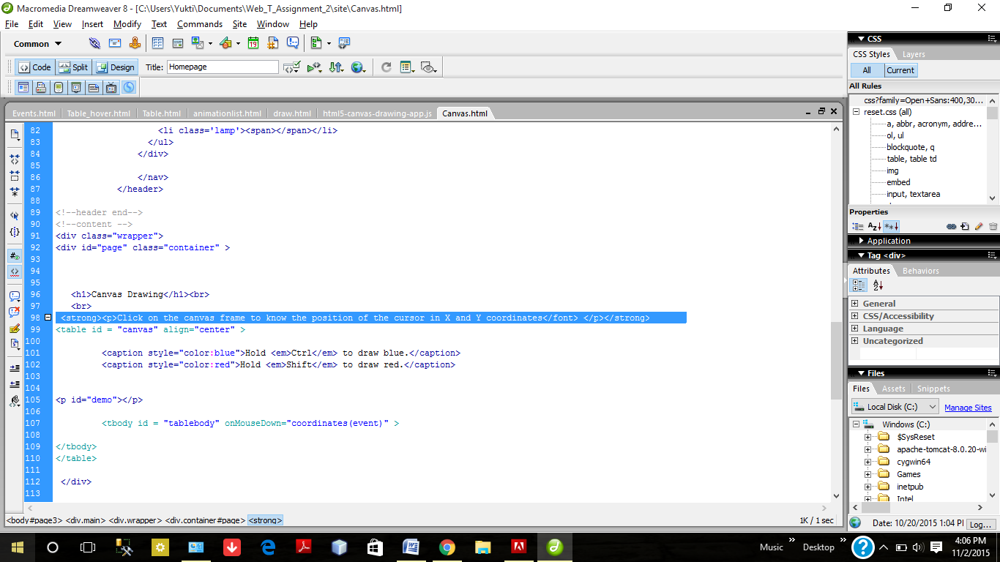 Macromedia Dreamweaver 8 - [C:\Users\Yukti\Documents\Web_T_Assignment_2\site\Canvas.html]
File Edit View Insert Modify Text Commands Site Window Help
Common
Code Split Design Title: Homepage
Events.html Table_hover.html Table.html animationlist.html draw.html html5-canvas-drawing-app.js Canvas.html
82 <li class='lamp'><span></span></li>
83 </ul>
84 </div>
85
86 </nav>
87 </header>
88
89 <!--header end-->
90 <!--content -->
91 <div class="wrapper">
92 <div id="page" class="container" >
93
94
95
96 <h1>Canvas Drawing</h1><br>
97 <br>
98 <strong><p>Click on the canvas frame to know the position of the cursor in X and Y coordinates</font> </p></strong>
99 <table id = "canvas" align="center" >
100
101 <caption style="color:blue">Hold <em>Ctrl</em> to draw blue.</caption>
102 <caption style="color:red">Hold <em>Shift</em> to draw red.</caption>
103
104
105 <p id="demo"></p>
106
107 <tbody id = "tablebody" onMouseDown="coordinates(event)" >
108
109 </tbody>
110 </table>
111
112 </div>
113
<body#page3> <div.main> <div.wrapper> <div.container#page> <strong>
1K / 1 sec
CSS
CSS Styles Layers
All Current
All Rules
css?family=Open+Sans:400,30...
reset.css (all)
a, abbr, acronym, addre...
ol, ul
blockquote, q
table, table td
img
embed
input, textarea
Properties
Application
Tag <div>
Attributes Behaviors
General
CSS/Accessibility
Language
Uncategorized
Files
Files Assets Snippets
Local Disk (C:) Manage Sites
Windows (C:)
$SysReset
apache-tomcat-8.0.20-wi
cygwin64
Games
inetpub
Intel
Date: 10/20/2015 1:04 PI Log...
Music Desktop
4:06 PM
11/2/2015